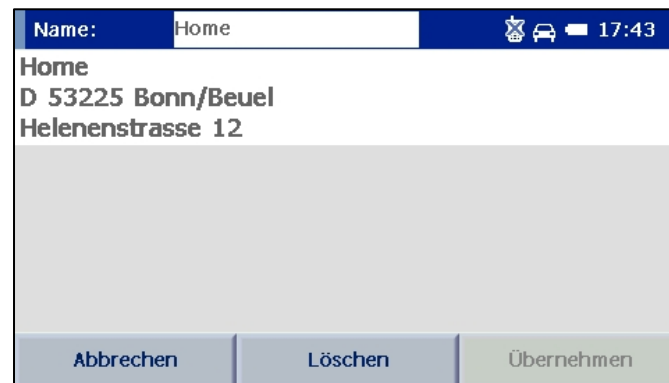 Name: Home 17:43
Home
D 53225 Bonn/Beuel
Helenenstrasse 12
Abbrechen Löschen Übernehmen